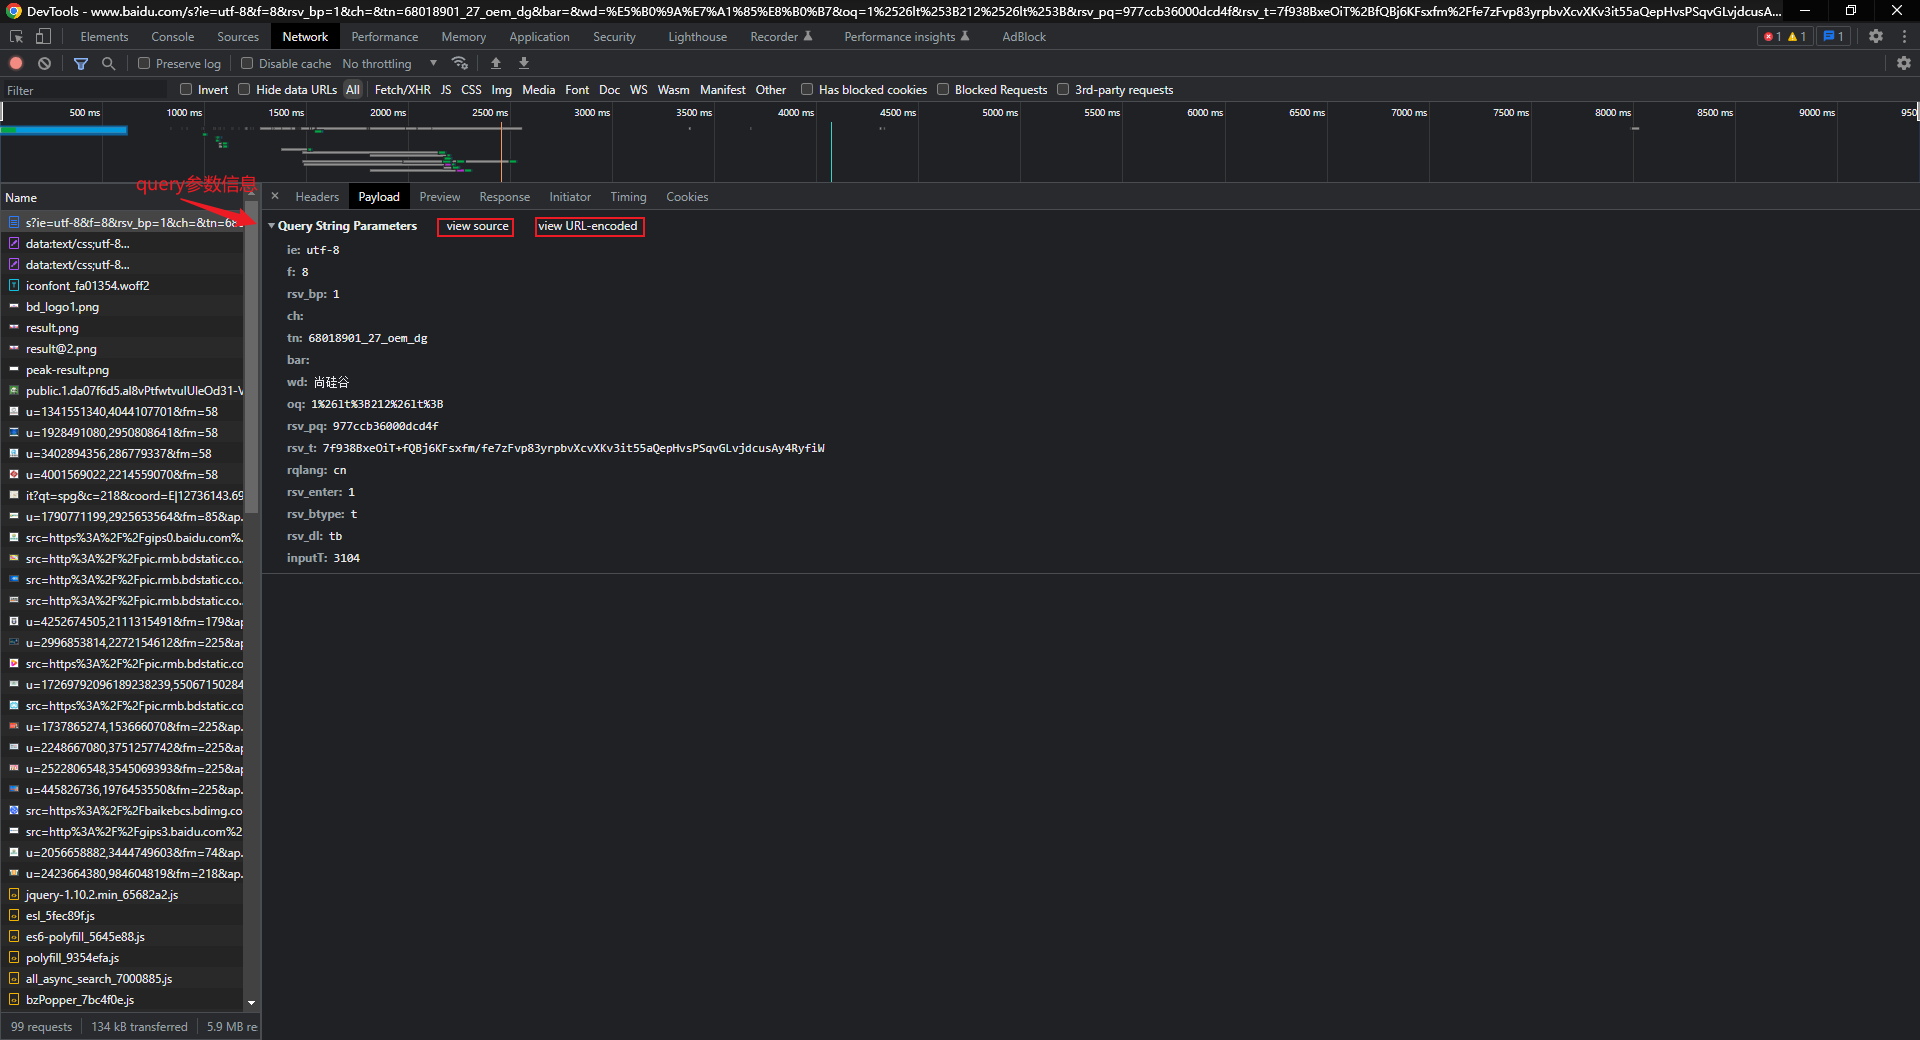 DevTools - www.baidu.com/s?ie=utf-8&f=8&rsv_bp=1&ch=&tn=68018901_27_oem_dg&bar=&wd=%E5%B0%9A%E7%A1%85%E8%B0%B7&oq=1%2526lt%253B212%2526lt%253B&rsv_pq=977ccb36000dcd4f&rsv_t=7f938BxeOiT%2BfQBj6KFsxfm%2Ffe7zFvp83yrpbvXcvXKv3it55aQepHvsPSqvGLvjdcusA...
Elements Console Sources Network Performance Memory Application Security Lighthouse Recorder Performance insights AdBlock 1 1 1
Preserve log Disable cache No throttling
Filter Invert Hide data URLs All Fetch/XHR JS CSS Img Media Font Doc WS Wasm Manifest Other Has blocked cookies Blocked Requests 3rd-party requests
500 ms 1000 ms 1500 ms 2000 ms 2500 ms 3000 ms 3500 ms 4000 ms 4500 ms 5000 ms 5500 ms 6000 ms 6500 ms 7000 ms 7500 ms 8000 ms 8500 ms 9000 ms 950
query参数信息
Name
s?ie=utf-8&f=8&rsv_bp=1&ch=&tn=68
data:text/css;utf-8...
data:text/css;utf-8...
iconfont_fa01354.woff2
bd_logo1.png
result.png
result@2.png
peak-result.png
public.1.da07f6d5.al8vPtfwtvulUleOd31-V
u=1341551340,4044107701&fm=58
u=1928491080,2950808641&fm=58
u=3402894356,286779337&fm=58
u=4001569022,2214559070&fm=58
it?qt=spg&c=218&coord=E|12736143.69
u=1790771199,2925653564&fm=85&ap.
src=https%3A%2F%2Fgips0.baidu.com%.
src=http%3A%2F%2Fpic.rmb.bdstatic.co..
src=http%3A%2F%2Fpic.rmb.bdstatic.co..
src=http%3A%2F%2Fpic.rmb.bdstatic.co..
u=4252674505,2111315491&fm=179&ap
u=2996853814,2272154612&fm=225&ap
src=https%3A%2F%2Fpic.rmb.bdstatic.co
u=17269792096189238239,55067150284
src=https%3A%2F%2Fpic.rmb.bdstatic.co
u=1737865274,153666070&fm=225&ap.
u=2248667080,3751257742&fm=225&ap
u=2522806548,3545069393&fm=225&ap
u=445826736,1976453550&fm=225&ap.
src=https%3A%2F%2Fbaikebcs.bdimg.co
src=http%3A%2F%2Fgips3.baidu.com%2
u=2056658882,3444749603&fm=74&ap.
u=2423664380,984604819&fm=218&ap.
jquery-1.10.2.min_65682a2.js
esl_5fec89f.js
es6-polyfill_5645e88.js
polyfill_9354efa.js
all_async_search_7000885.js
bzPopper_7bc4f0e.js
99 requests 134 kB transferred 5.9 MB re
Headers Payload Preview Response Initiator Timing Cookies
Query String Parameters view source view URL-encoded
ie: utf-8
f: 8
rsv_bp: 1
ch:
tn: 68018901_27_oem_dg
bar:
wd: 尚硅谷
oq: 1%26lt%3B212%26lt%3B
rsv_pq: 977ccb36000dcd4f
rsv_t: 7f938BxeOiT+fQBj6KFsxfm/fe7zFvp83yrpbvXcvXKv3it55aQepHvsPSqvGLvjdcusAy4RyfiW
rqlang: cn
rsv_enter: 1
rsv_btype: t
rsv_dl: tb
inputT: 3104